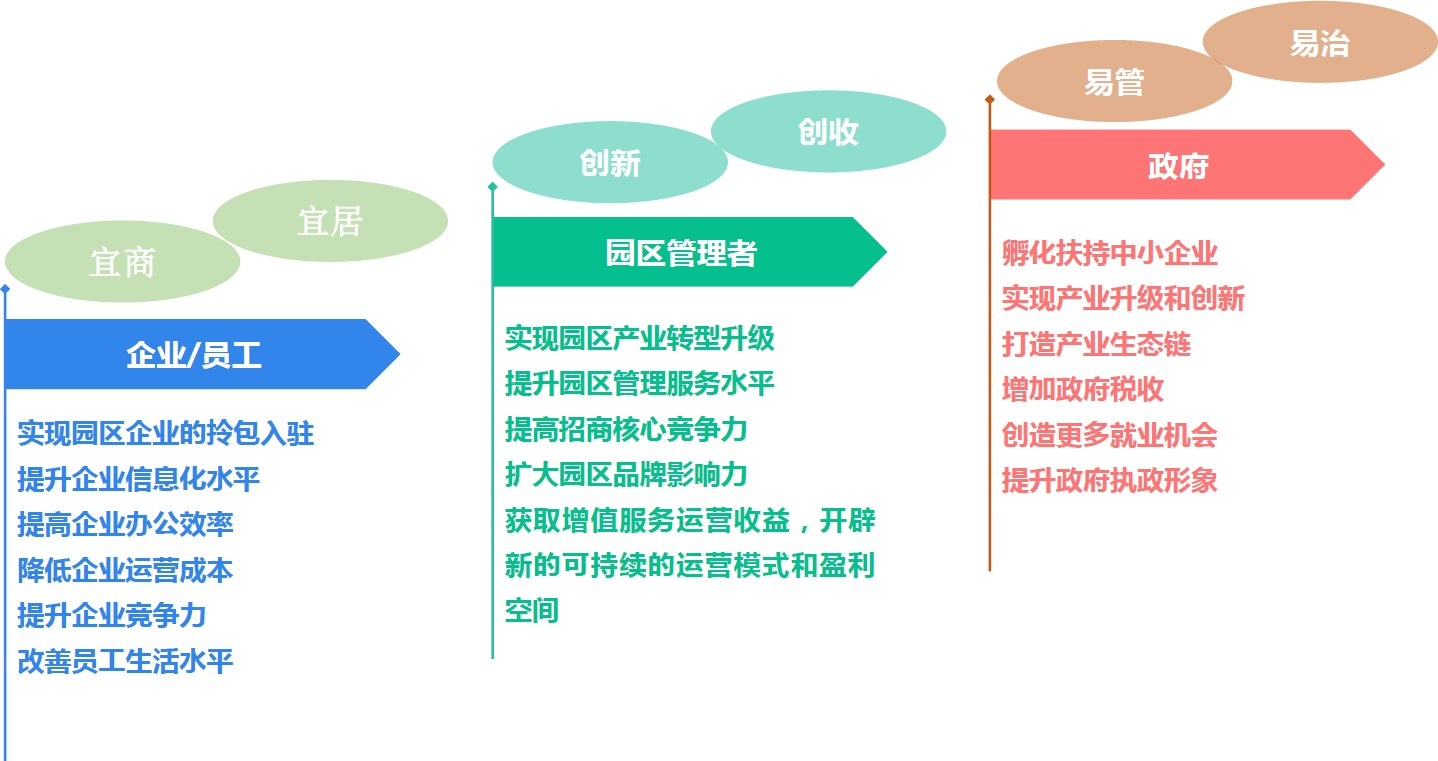 宜商
宜居
企业/员工
实现园区企业的拎包入驻
提升企业信息化水平
提高企业办公效率
降低企业运营成本
提升企业竞争力
改善员工生活水平
创新
创收
园区管理者
实现园区产业转型升级
提升园区管理服务水平
提高招商核心竞争力
扩大园区品牌影响力
获取增值服务运营收益，开辟
新的可持续的运营模式和盈利
空间
易管
易治
政府
孵化扶持中小企业
实现产业升级和创新
打造产业生态链
增加政府税收
创造更多就业机会
提升政府执政形象